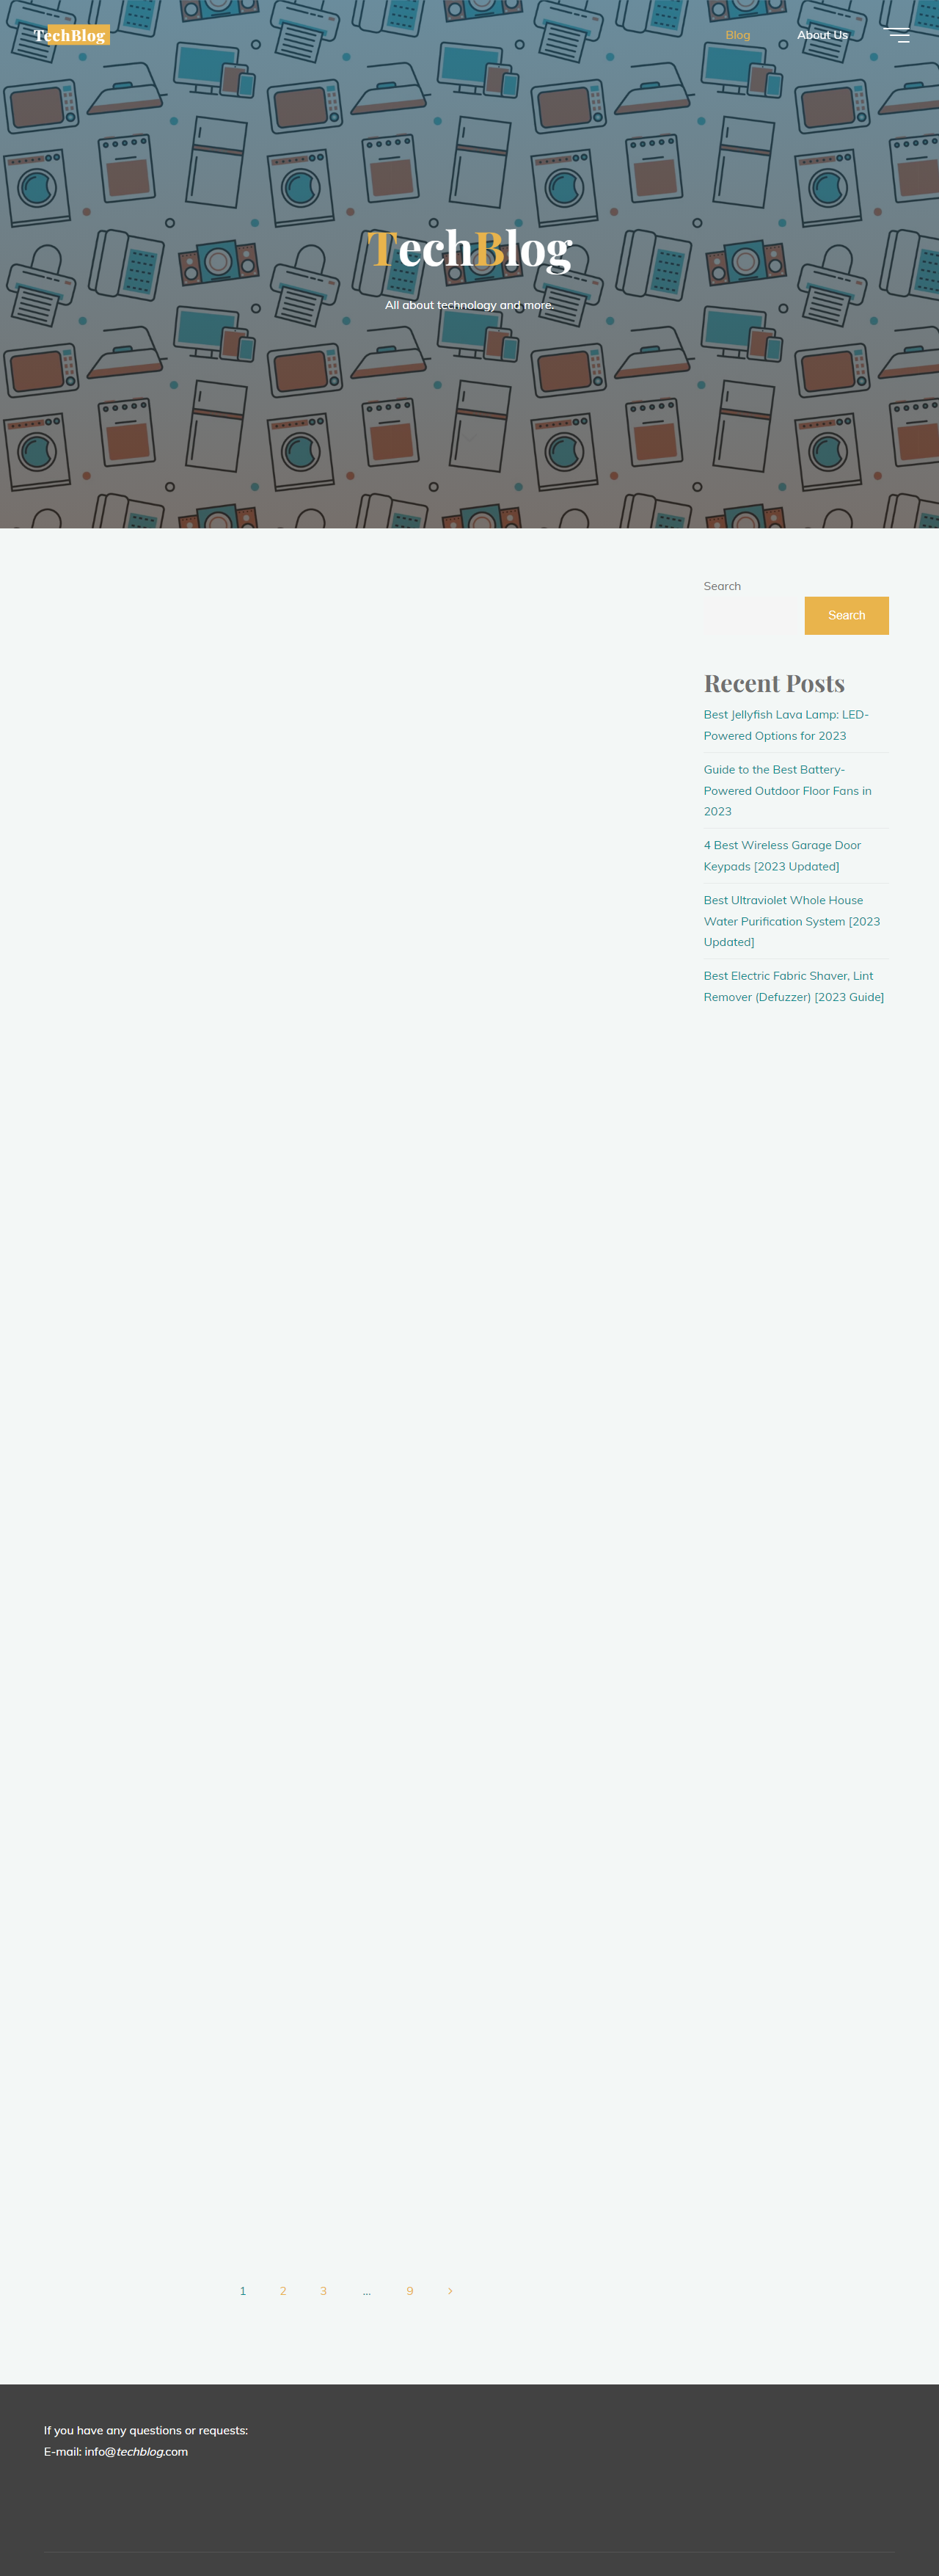 TechBlog
Blog
About Us
TechBlog
All about technology and more.
Search
Search
Recent Posts
Best Jellyfish Lava Lamp: LED-
Powered Options for 2023
Guide to the Best Battery-
Powered Outdoor Floor Fans in
2023
4 Best Wireless Garage Door
Keypads [2023 Updated]
Best Ultraviolet Whole House
Water Purification System [2023
Updated]
Best Electric Fabric Shaver, Lint
Remover (Defuzzer) [2023 Guide]
1 2 3 … 9 ›
If you have any questions or requests:
E-mail: info@techblog.com